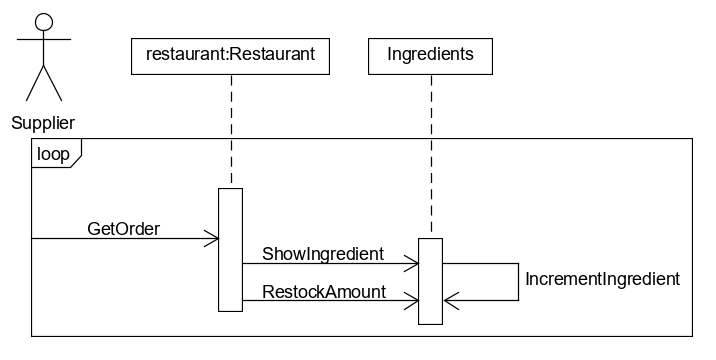 restaurant:Restaurant
Ingredients
Supplier
loop
GetOrder
ShowIngredient
IncrementIngredient
RestockAmount